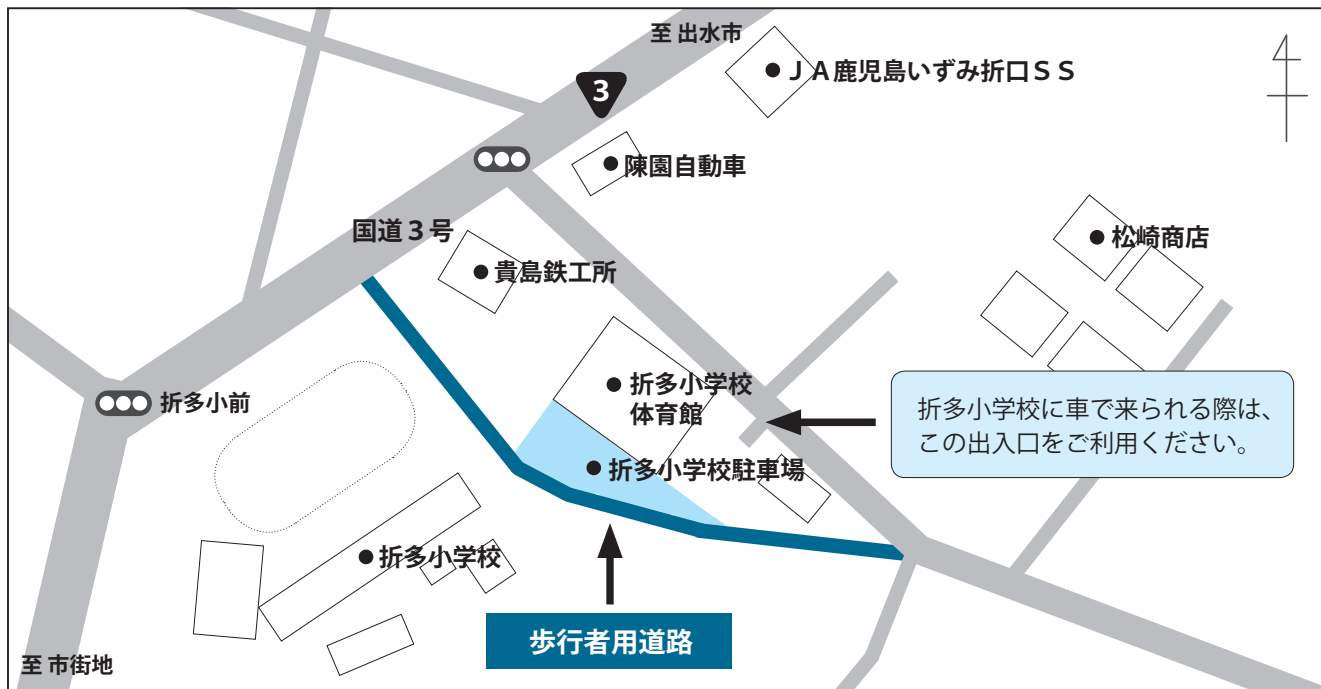 至 出水市
ＪＡ鹿児島いずみ折口ＳＳ
3
陳園自動車
国道３号
松崎商店
貴島鉄工所
折多小学校
体育館
折多小前
折多小学校に車で来られる際は、
この出入口をご利用ください。
折多小学校駐車場
折多小学校
歩行者用道路
至 市街地